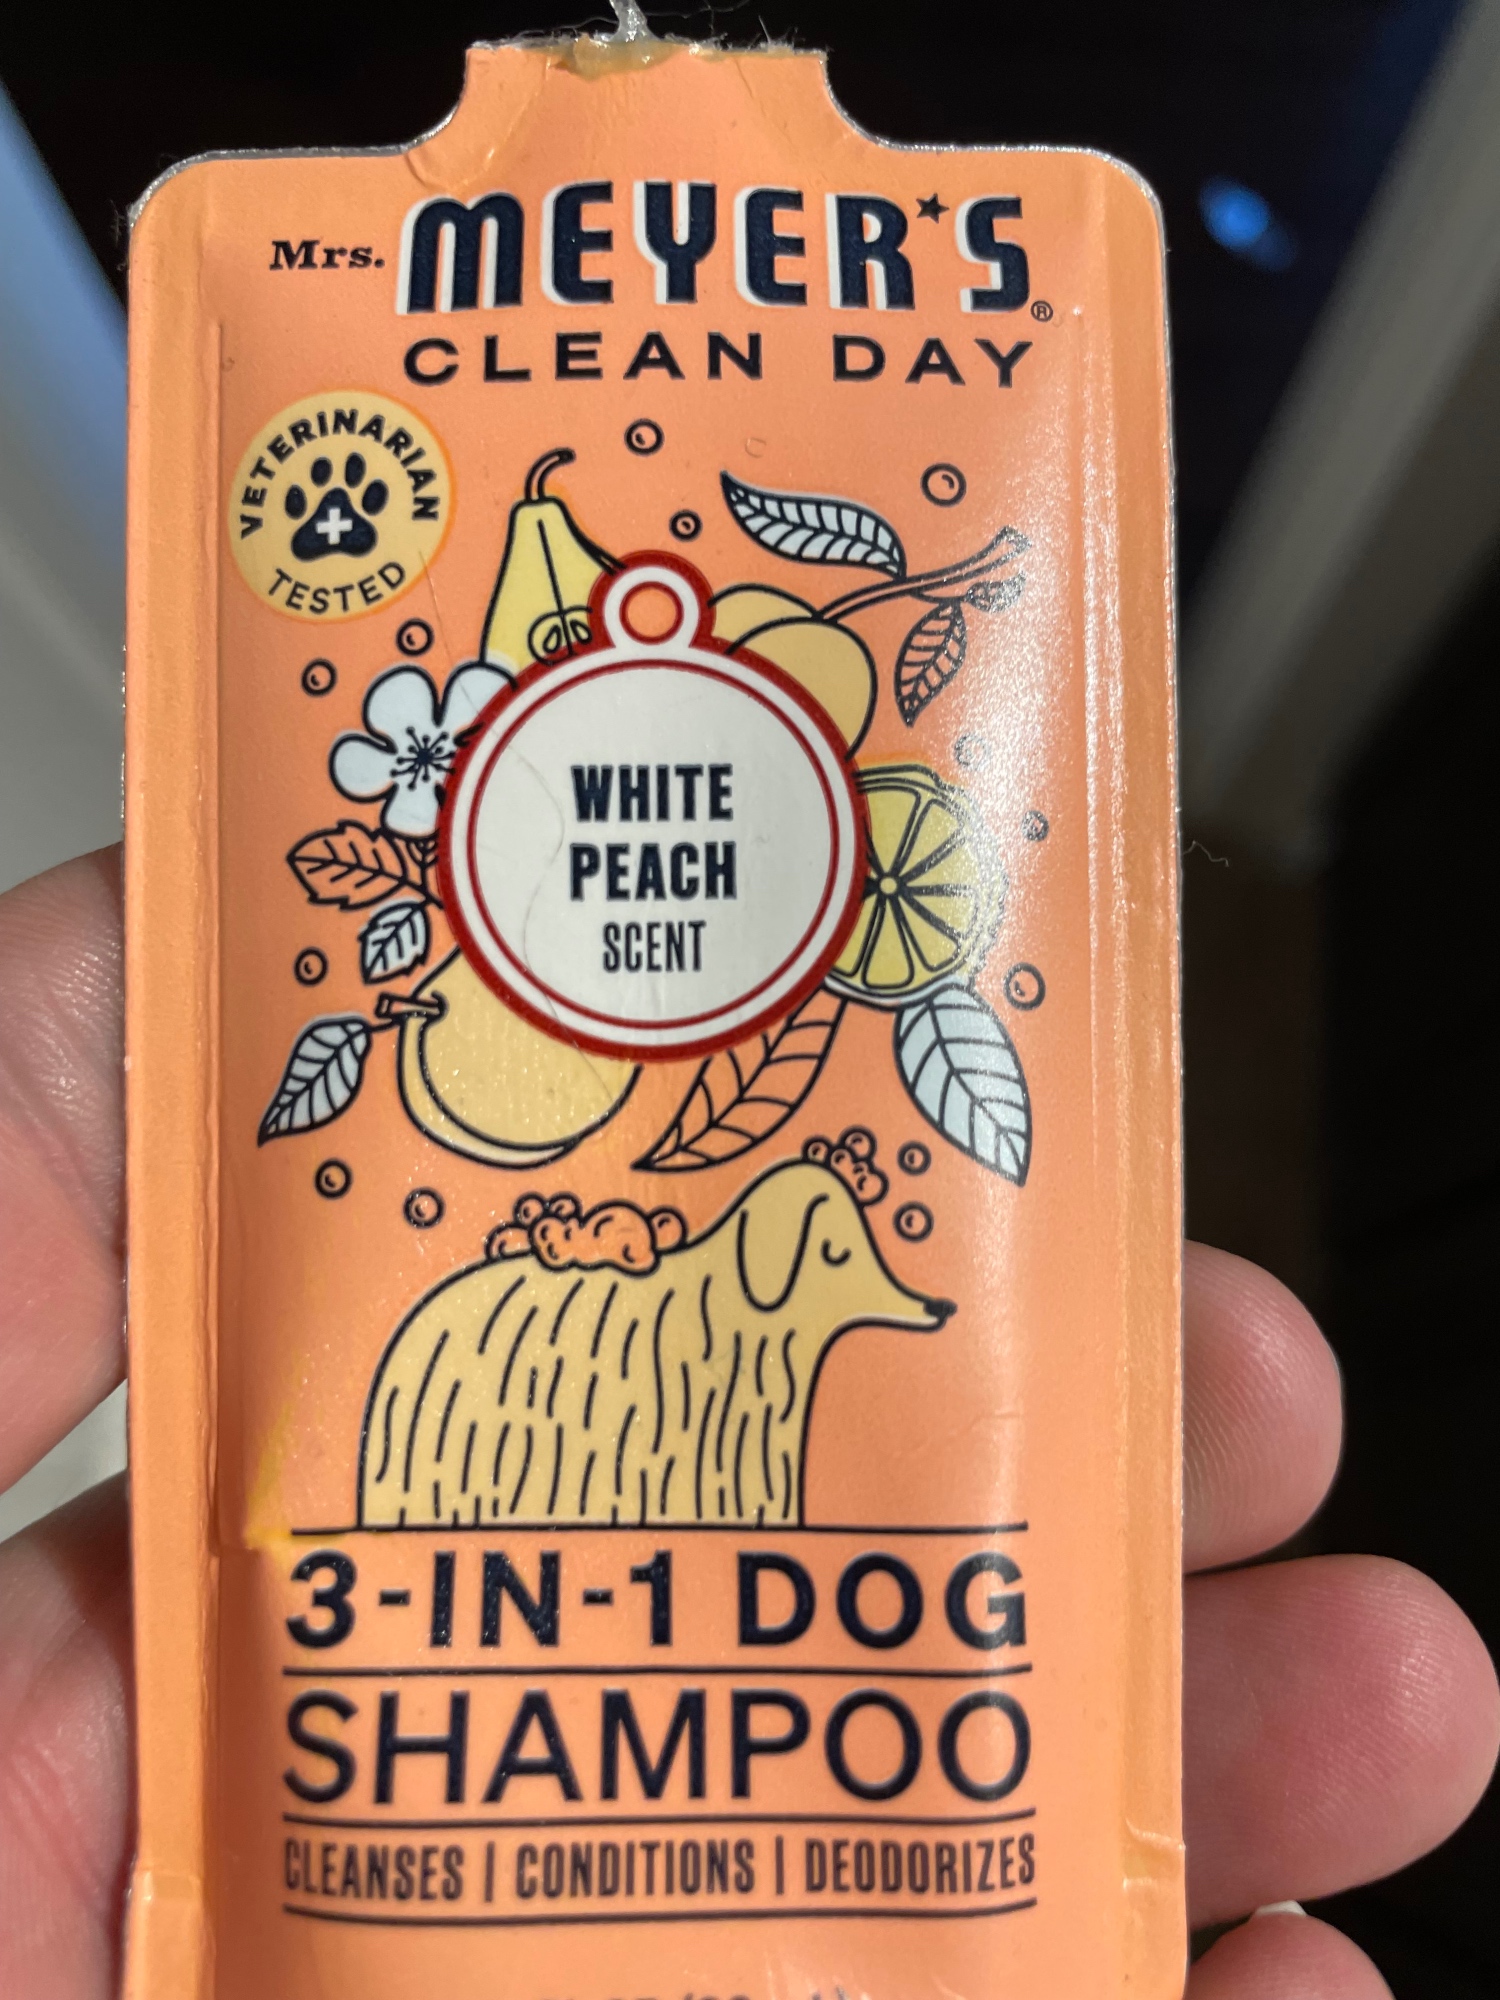 Mrs. MEYER'S®
CLEAN DAY
VETERINARIAN
TESTED
WHITE
PEACH
SCENT
3-IN-1 DOG
SHAMPOO
CLEANSES | CONDITIONS | DEODORIZES